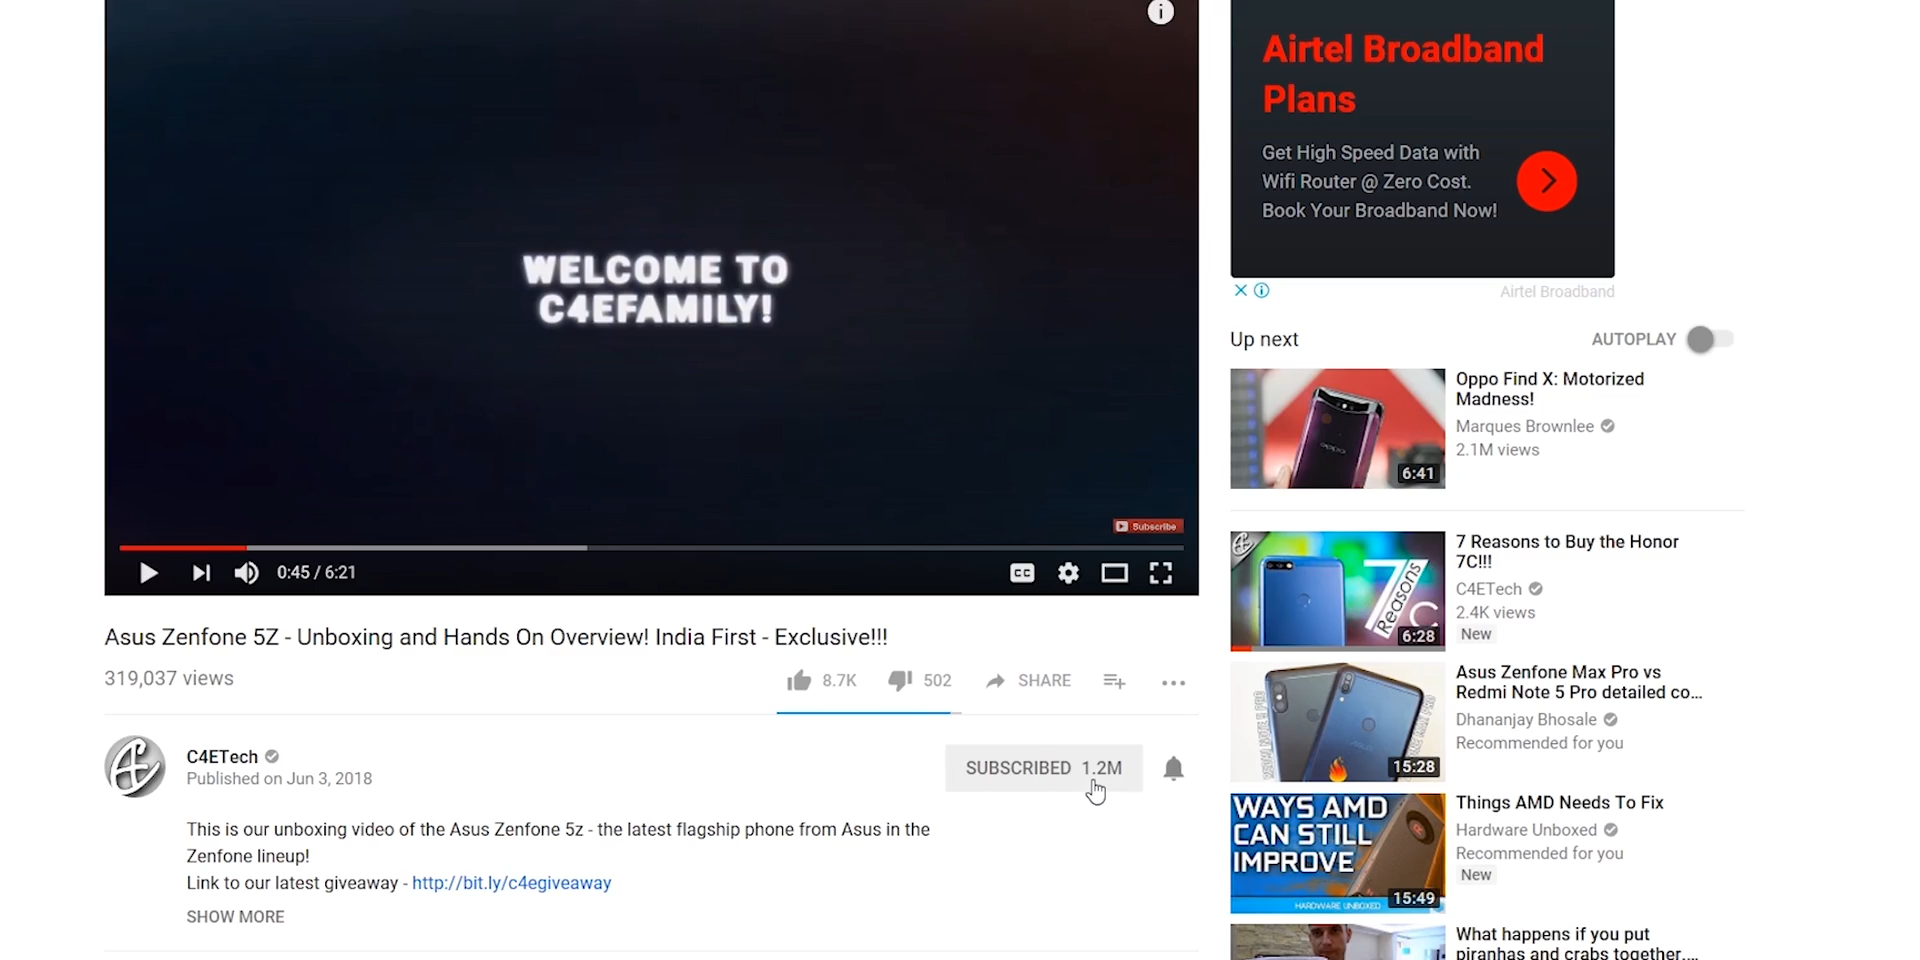 WELCOME TO
C4EFAMILY!
Subscribe
0:45 / 6:21
CC
Asus Zenfone 5Z - Unboxing and Hands On Overview! India First - Exclusive!!!
319,037 views
8.7K
502
SHARE
C4ETech
Published on Jun 3, 2018
SUBSCRIBED 1.2M
This is our unboxing video of the Asus Zenfone 5z - the latest flagship phone from Asus in the
Zenfone lineup!
Link to our latest giveaway - http://bit.ly/c4egiveaway
SHOW MORE
Airtel Broadband
Plans
Get High Speed Data with
Wifi Router @ Zero Cost.
Book Your Broadband Now!
Airtel Broadband
Up next
AUTOPLAY
oppo
6:41
Oppo Find X: Motorized
Madness!
Marques Brownlee
2.1M views
7 Reasons C
6:28
7 Reasons to Buy the Honor
7C!!!
C4ETech
2.4K views
New
REDMI NOTE 5 PRO
15:28
Asus Zenfone Max Pro vs
Redmi Note 5 Pro detailed co...
Dhananjay Bhosale
Recommended for you
WAYS AMD
CAN STILL
IMPROVE
HARDWARE UNBOXED
15:49
Things AMD Needs To Fix
Hardware Unboxed
Recommended for you
New
What happens if you put
piranhas and crabs together....